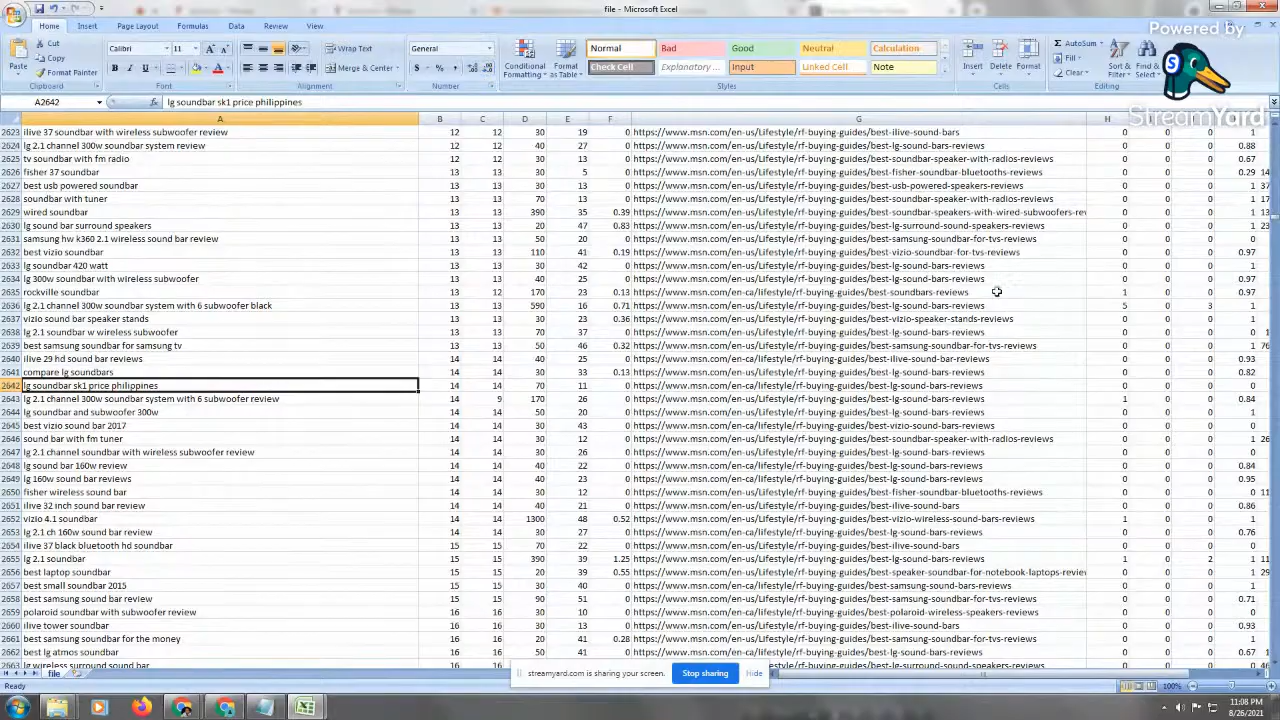 file - Microsoft Excel
Powered by
StreamYard
Home Insert Page Layout Formulas Data Review View
Paste Cut Copy Format Painter Clipboard
Calibri 11 Font
Wrap Text Merge & Center Alignment
General Number
Conditional Formatting Format as Table
Normal Bad Good Neutral Calculation
Check Cell Explanatory ... Input Linked Cell Note
Styles
Insert Delete Format Cells
AutoSum Fill Clear Sort & Filter Find & Select Editing
A2642 lg soundbar sk1 price philippines
A B C D E F G H
2623 ilive 37 soundbar with wireless subwoofer review 12 12 30 19 0 https://www.msn.com/en-us/Lifestyle/rf-buying-guides/best-ilive-sound-bars 0 0 0 1
2624 lg 2.1 channel 300w soundbar system review 12 12 40 27 0 https://www.msn.com/en-us/Lifestyle/rf-buying-guides/best-lg-sound-bars-reviews 0 0 0 0.88
2625 tv soundbar with fm radio 12 12 30 13 0 https://www.msn.com/en-us/Lifestyle/rf-buying-guides/best-soundbar-speaker-with-radios-reviews 0 0 0 0.67
2626 fisher 37 soundbar 13 13 30 5 0 https://www.msn.com/en-us/Lifestyle/rf-buying-guides/best-fisher-soundbar-bluetooths-reviews 0 0 0 0.29 14
2627 best usb powered soundbar 13 13 30 13 0 https://www.msn.com/en-us/Lifestyle/rf-buying-guides/best-usb-powered-speakers-reviews 0 0 0 1 37
2628 soundbar with tuner 13 13 70 13 0 https://www.msn.com/en-us/Lifestyle/rf-buying-guides/best-soundbar-speaker-with-radios-reviews 0 0 0 1 17
2629 wired soundbar 13 13 390 35 0.39 https://www.msn.com/en-us/Lifestyle/rf-buying-guides/best-soundbar-speakers-with-wired-subwoofers-rev 0 0 0 1 13
2630 lg sound bar surround speakers 13 13 20 47 0.83 https://www.msn.com/en-us/Lifestyle/rf-buying-guides/best-lg-surround-sound-speakers-reviews 0 0 0 1 23
2631 samsung hw k360 2.1 wireless sound bar review 13 13 50 20 0 https://www.msn.com/en-us/Lifestyle/rf-buying-guides/best-samsung-soundbar-for-tvs-reviews 0 0 0 1
2632 best vizio soundbar 13 13 110 41 0.19 https://www.msn.com/en-us/Lifestyle/rf-buying-guides/best-vizio-soundbar-for-tvs-reviews 0 0 0 0.97
2633 lg soundbar 420 watt 13 13 30 42 0 https://www.msn.com/en-us/Lifestyle/rf-buying-guides/best-lg-sound-bars-reviews 0 0 0 1
2634 lg 300w soundbar with wireless subwoofer 13 13 40 25 0 https://www.msn.com/en-us/Lifestyle/rf-buying-guides/best-lg-sound-bars-reviews 0 0 0 0.97
2635 rockville soundbar 13 12 170 23 0.13 https://www.msn.com/en-ca/lifestyle/rf-buying-guides/best-soundbars-reviews 1 0 0 0.97
2636 lg 2.1 channel 300w soundbar system with 6 subwoofer black 13 13 590 16 0.71 https://www.msn.com/en-us/Lifestyle/rf-buying-guides/best-lg-sound-bars-reviews 5 0 3 1
2637 vizio sound bar speaker stands 13 13 30 23 0.36 https://www.msn.com/en-us/Lifestyle/rf-buying-guides/best-vizio-speaker-stands-reviews 0 0 0 1
2638 lg 2.1 soundbar w wireless subwoofer 13 13 70 37 0 https://www.msn.com/en-us/Lifestyle/rf-buying-guides/best-lg-sound-bars-reviews 0 0 0 0 1
2639 best samsung soundbar for samsung tv 13 13 50 46 0.32 https://www.msn.com/en-us/Lifestyle/rf-buying-guides/best-samsung-soundbar-for-tvs-reviews 0 0 0 1 76
2640 ilive 29 hd sound bar reviews 14 14 40 25 0 https://www.msn.com/en-ca/lifestyle/rf-buying-guides/best-ilive-sound-bar-reviews 0 0 0 0.93
2641 compare lg soundbars 14 14 30 33 0.13 https://www.msn.com/en-us/Lifestyle/rf-buying-guides/best-lg-sound-bars-reviews 0 0 0 0.82
2642 lg soundbar sk1 price philippines 14 14 70 11 0 https://www.msn.com/en-ca/lifestyle/rf-buying-guides/best-lg-sound-bars-reviews 0 0 0 0
2643 lg 2.1 channel 300w soundbar system with 6 subwoofer review 14 9 170 26 0 https://www.msn.com/en-us/Lifestyle/rf-buying-guides/best-lg-sound-bars-reviews 1 0 0 0.84
2644 lg soundbar and subwoofer 300w 14 14 50 20 0 https://www.msn.com/en-us/Lifestyle/rf-buying-guides/best-lg-sound-bars-reviews 0 0 0 1
2645 best vizio sound bar 2017 14 14 30 43 0 https://www.msn.com/en-us/Lifestyle/rf-buying-guides/best-vizio-sound-bars-reviews 0 0 0 1
2646 sound bar with fm tuner 14 14 30 12 0 https://www.msn.com/en-us/Lifestyle/rf-buying-guides/best-soundbar-speaker-with-radios-reviews 0 0 0 1 26
2647 lg 2.1 channel soundbar with wireless subwoofer review 14 14 30 26 0 https://www.msn.com/en-us/Lifestyle/rf-buying-guides/best-lg-sound-bars-reviews 0 0 0 1
2648 lg sound bar 160w review 14 14 40 22 0 https://www.msn.com/en-ca/lifestyle/rf-buying-guides/best-lg-sound-bars-reviews 0 0 0 0.84
2649 lg 160w sound bar reviews 14 14 40 23 0 https://www.msn.com/en-ca/lifestyle/rf-buying-guides/best-lg-sound-bars-reviews 0 0 0 0.95
2650 fisher wireless sound bar 14 14 30 10 0 https://www.msn.com/en-us/Lifestyle/rf-buying-guides/best-fisher-soundbar-bluetooths-reviews 0 0 0 0 11
2651 ilive 32 inch sound bar review 14 14 40 21 0 https://www.msn.com/en-us/Lifestyle/rf-buying-guides/best-ilive-sound-bars 0 0 0 0.86
2652 vizio 4.1 soundbar 14 14 1300 48 0.52 https://www.msn.com/en-us/Lifestyle/rf-buying-guides/best-vizio-wireless-sound-bars-reviews 1 0 0 1
2653 lg 2.1 ch 160w sound bar review 14 14 30 27 0 https://www.msn.com/en-ca/lifestyle/rf-buying-guides/best-lg-sound-bars-reviews 0 0 0 0.76
2654 ilive 37 black bluetooth hd soundbar 15 15 70 22 0 https://www.msn.com/en-us/Lifestyle/rf-buying-guides/best-ilive-sound-bars 0 0 0 1
2655 lg 2.1 soundbar 15 15 390 39 1.25 https://www.msn.com/en-us/Lifestyle/rf-buying-guides/best-lg-sound-bars-reviews 1 0 2 1 11
2656 best laptop soundbar 15 15 20 39 0.55 https://www.msn.com/en-us/Lifestyle/rf-buying-guides/best-speaker-soundbar-for-notebook-laptops-review 0 0 0 1 29
2657 best small soundbar 2015 15 15 30 40 0 https://www.msn.com/en-us/Lifestyle/rf-buying-guides/best-samsung-sound-bars-reviews 0 0 0 1
2658 best samsung sound bar review 15 15 90 51 0 https://www.msn.com/en-us/Lifestyle/rf-buying-guides/best-samsung-soundbar-for-tvs-reviews 0 0 0 0.71
2659 polaroid soundbar with subwoofer review 16 16 30 10 0 https://www.msn.com/en-ca/lifestyle/rf-buying-guides/best-polaroid-wireless-speakers-reviews 0 0 0 1
2660 ilive tower soundbar 16 16 30 13 0 https://www.msn.com/en-us/Lifestyle/rf-buying-guides/best-ilive-sound-bars 0 0 0 0.93
2661 best samsung soundbar for the money 16 16 20 41 0.28 https://www.msn.com/en-us/Lifestyle/rf-buying-guides/best-samsung-soundbar-for-tvs-reviews 0 0 0 1
2662 best lg atmos soundbar 16 16 50 41 0 https://www.msn.com/en-ca/lifestyle/rf-buying-guides/best-lg-sound-bars-reviews 0 0 0 0.46
2663 lg wireless surround sound bar 16 16
file
streamyard.com is sharing your screen. Stop sharing Hide
Ready 100%
11:08 PM
8/26/2021